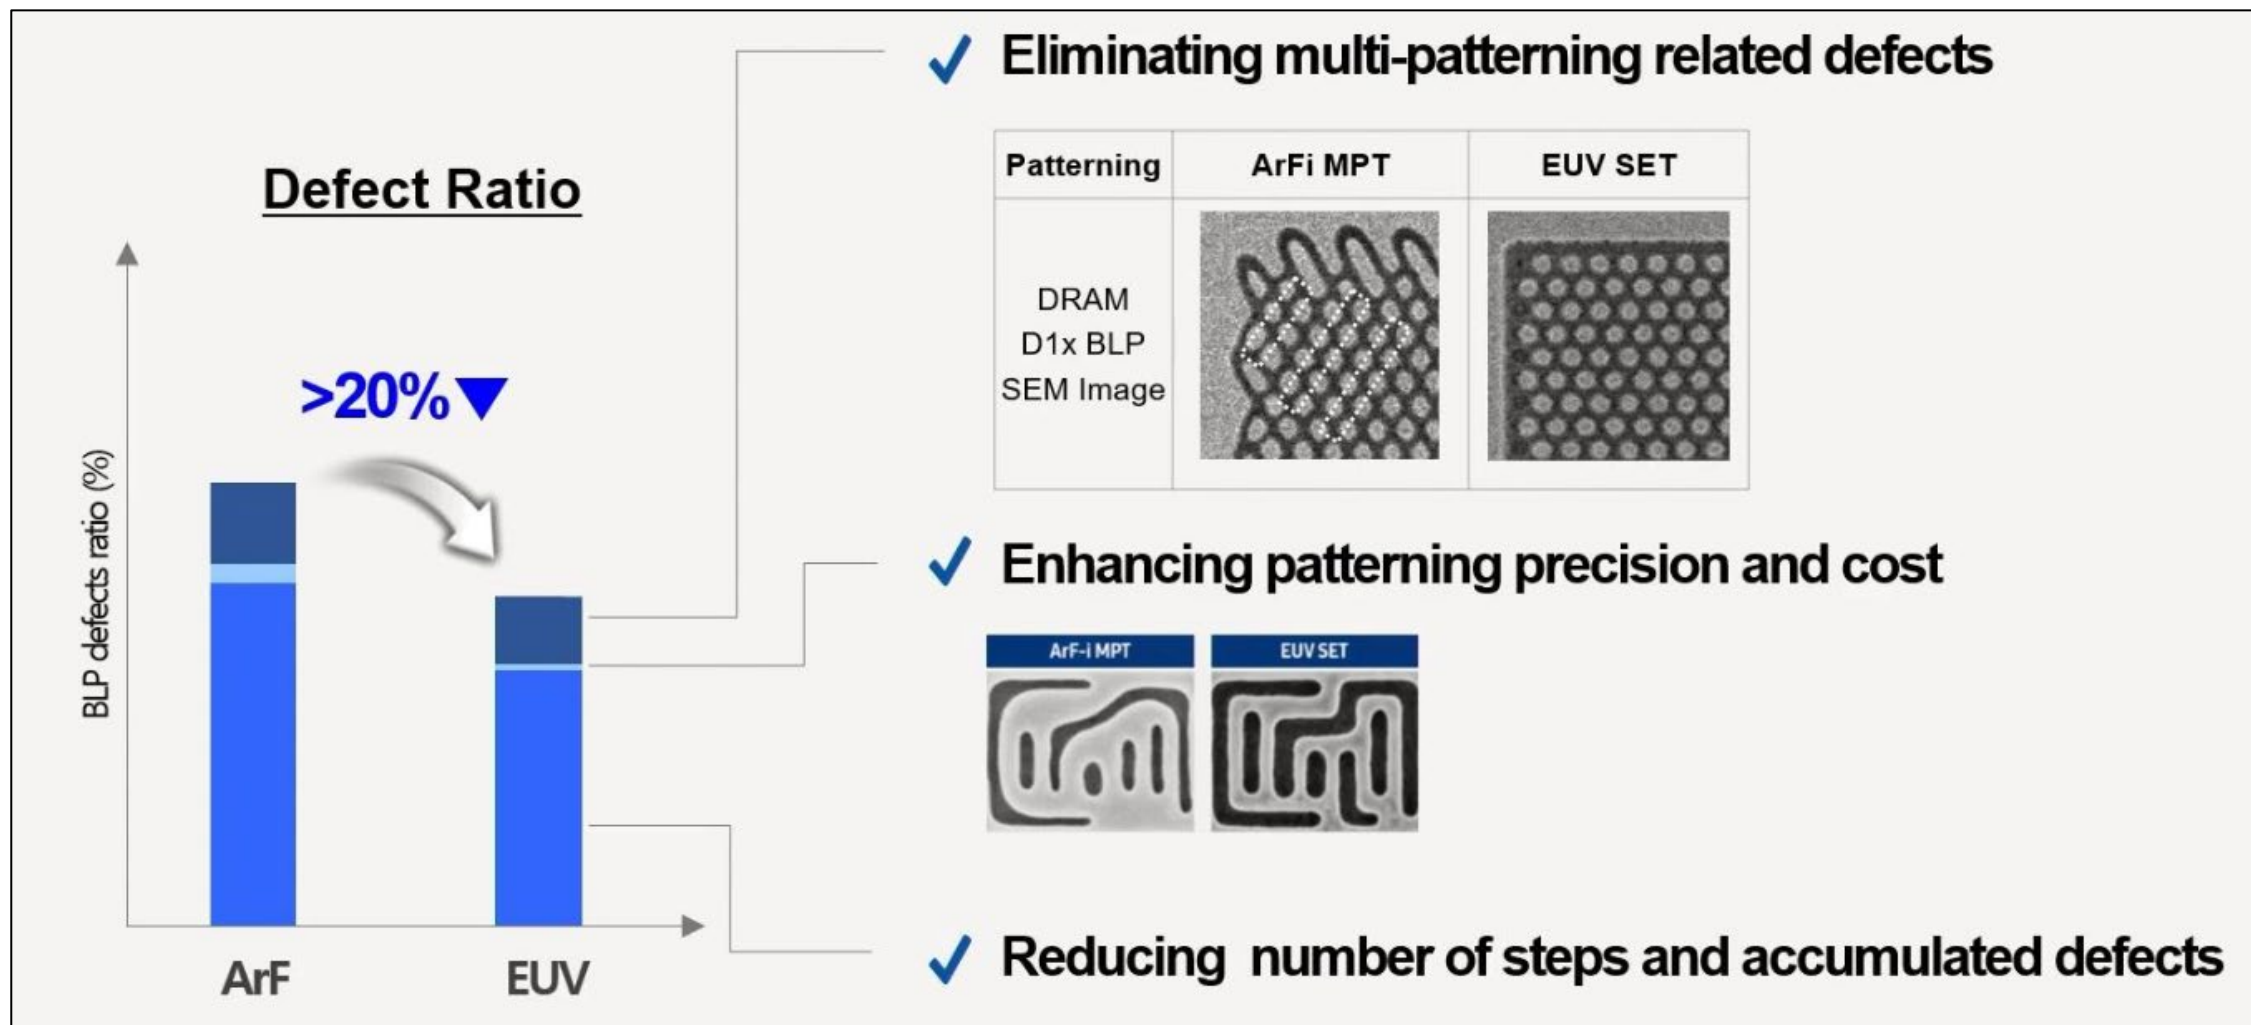 Defect Ratio
>20%▼
BLP defects ratio (%)
ArF
EUV
Eliminating multi-patterning related defects
Patterning
ArFi MPT
EUV SET
DRAM
D1x BLP
SEM Image
Enhancing patterning precision and cost
ArF-i MPT
EUV SET
Reducing number of steps and accumulated defects